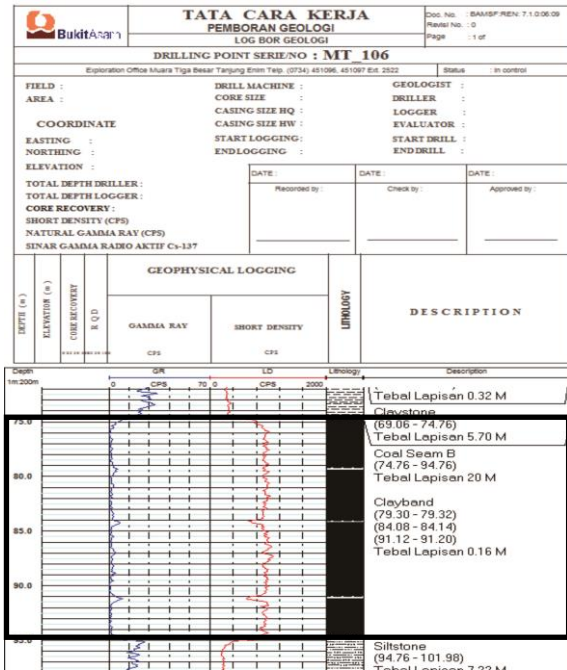 BukitAsam
TATA CARA KERJA
PEMBORAN GEOLOGI
LOG BOR GEOLOGI
Doc. No. : BAMSF:REN: 7.1.0.06.09
Revisi No. : 0
Page : 1 of
DRILLING POINT SERIE/NO : MT_106
Exploration Office Muara Tiga Besar Tanjung Enim Telp. (0734) 451096, 451097 Ext. 2522
Status : In control
FIELD :
AREA :
COORDINATE
EASTING :
NORTHING :
ELEVATION :
DRILL MACHINE :
CORE SIZE :
CASING SIZE HQ :
CASING SIZE HW :
START LOGGING :
END LOGGING :
GEOLOGIST :
DRILLER :
LOGGER :
EVALUATOR :
START DRILL :
END DRILL :
TOTAL DEPTH DRILLER :
TOTAL DEPTH LOGGER :
CORE RECOVERY :
SHORT DENSITY (CPS)
NATURAL GAMMA RAY (CPS)
SINAR GAMMA RADIO AKTIF Cs-137
DATE : DATE : DATE :
Recorded by : Check by : Approved by :
DEPTH (m)
ELEVATION (m)
CORE RECOVERY
R Q D
GEOPHYSICAL LOGGING
GAMMA RAY
CPS
SHORT DENSITY
CPS
LITHOLOGY
DESCRIPTION
Depth GR LD Lithology Description
1m:200m 0 CPS 70 0 CPS 2000
Tebal Lapisan 0.32 M
Claystone
75.0
(69.06 - 74.76)
Tebal Lapisan 5.70 M
Coal Seam B
(74.76 - 94.76)
80.0
Tebal Lapisan 20 M
Clayband
(79.30 - 79.32)
(84.08 - 84.14)
85.0
(91.12 - 91.20)
Tebal Lapisan 0.16 M
90.0
95.0
Siltstone
(94.76 - 101.98)
Tebal Lapisan 7.22 M